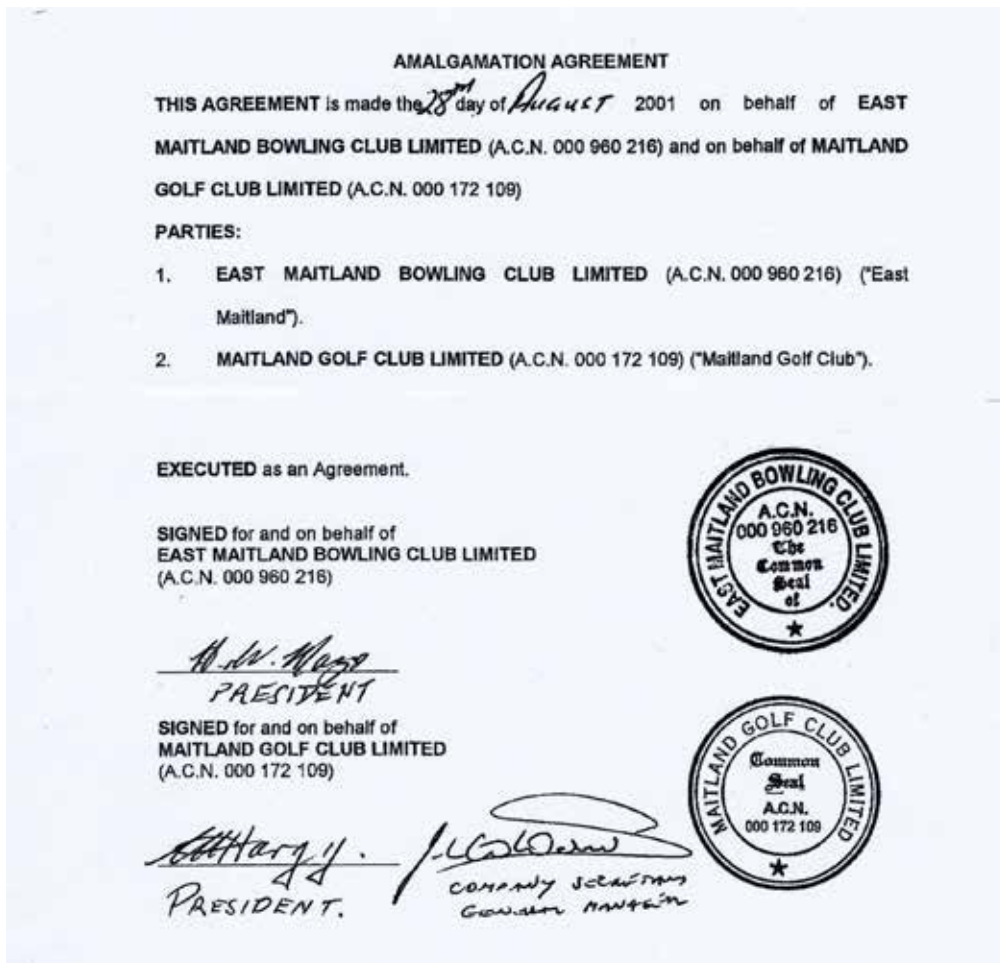 AMALGAMATION AGREEMENT
THIS AGREEMENT is made the 28th day of August 2001 on behalf of EAST
MAITLAND BOWLING CLUB LIMITED (A.C.N. 000 960 216) and on behalf of MAITLAND
GOLF CLUB LIMITED (A.C.N. 000 172 109)
PARTIES:
1. EAST MAITLAND BOWLING CLUB LIMITED (A.C.N. 000 960 216) ("East
Maitland").
2. MAITLAND GOLF CLUB LIMITED (A.C.N. 000 172 109) ("Maitland Golf Club").
EXECUTED as an Agreement.
SIGNED for and on behalf of
EAST MAITLAND BOWLING CLUB LIMITED
(A.C.N. 000 960 216)
EAST MAITLAND BOWLING CLUB LIMITED.
A.C.N.
000 960 216
The
Common
Seal
of
PRESIDENT
SIGNED for and on behalf of
MAITLAND GOLF CLUB LIMITED
(A.C.N. 000 172 109)
MAITLAND GOLF CLUB LIMITED
Common
Seal
A.C.N.
000 172 109
PRESIDENT.
COMPANY SECRETARY
GENERAL MANAGER